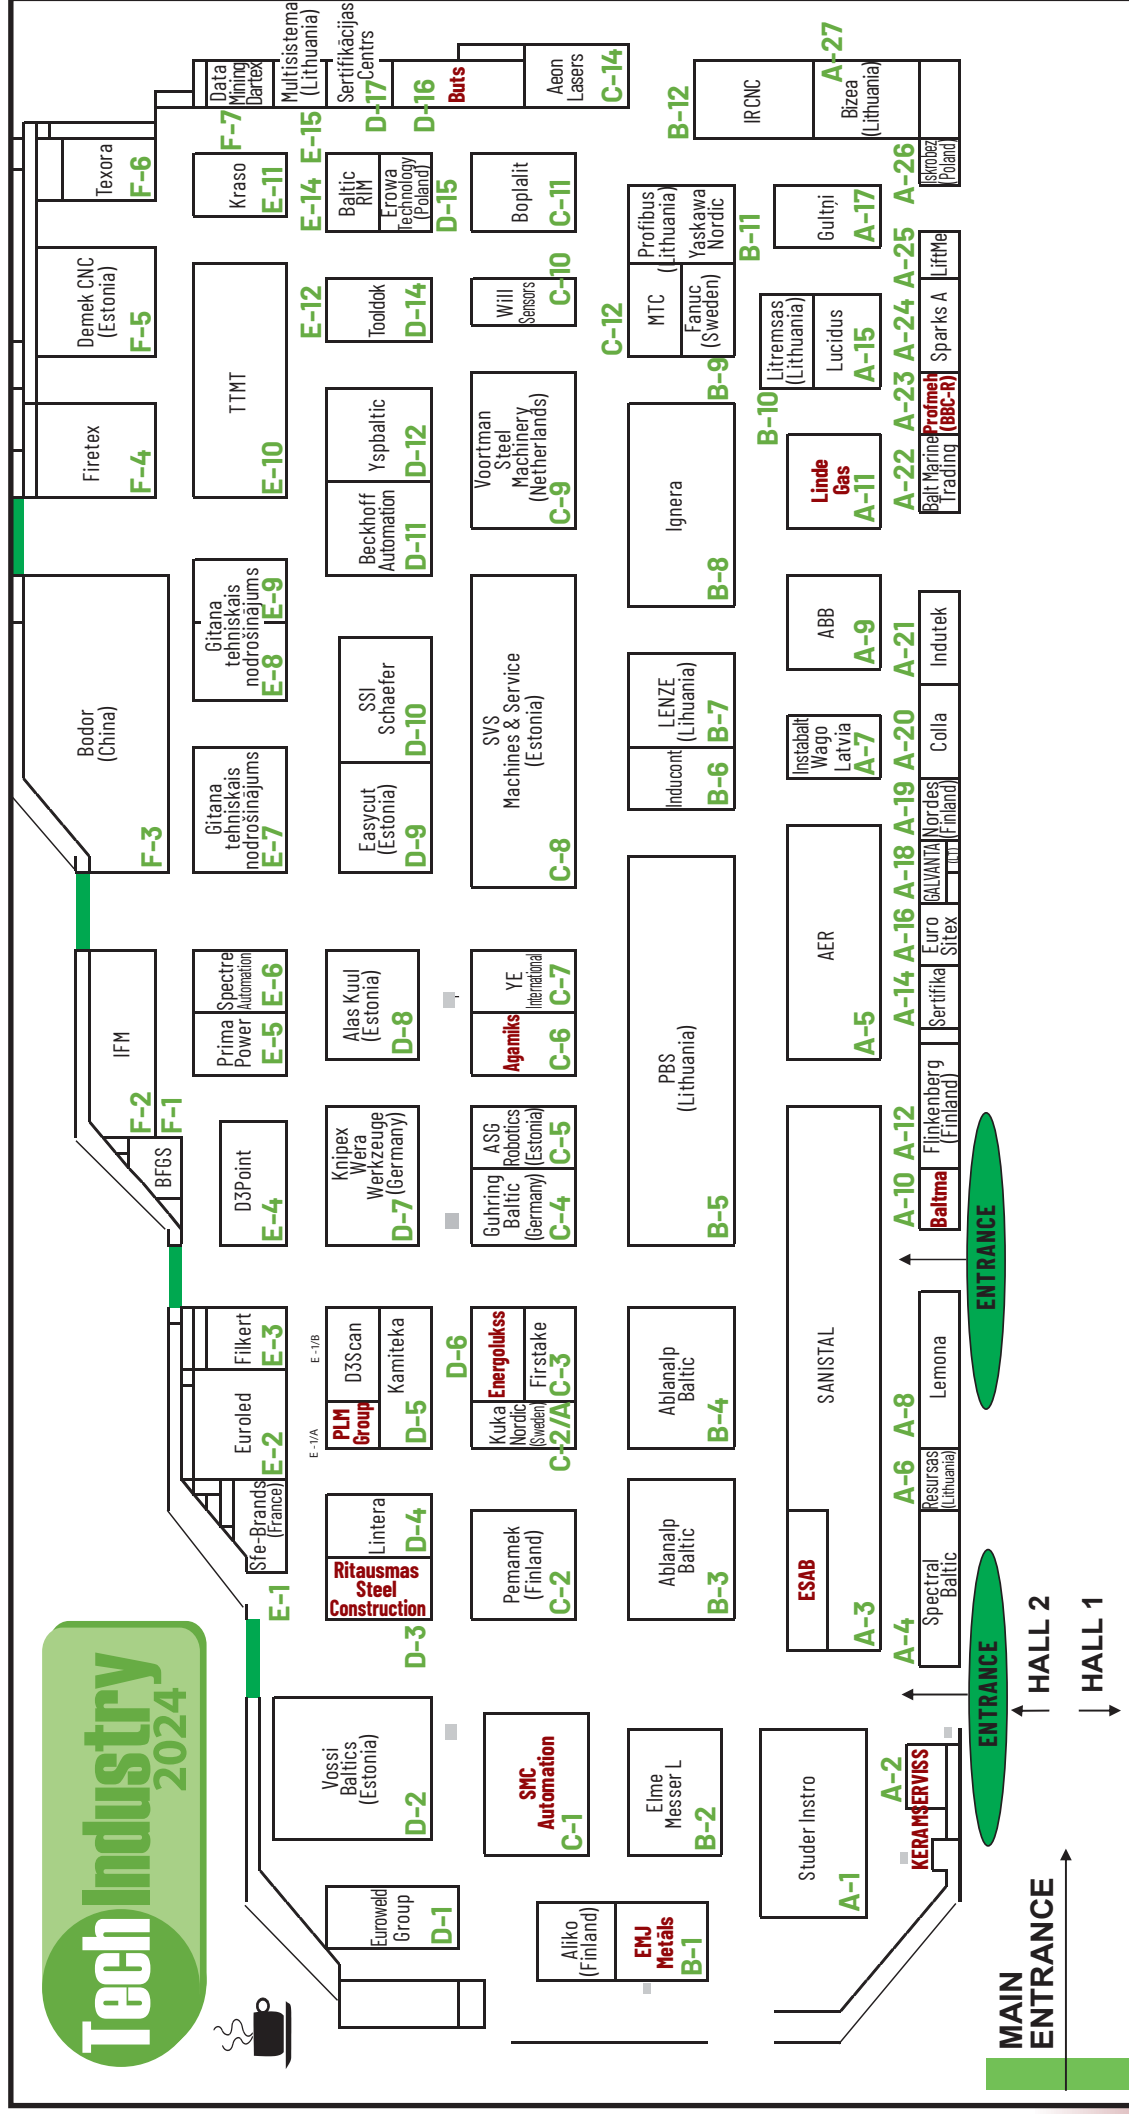 Tech Industry
2024
Data
Mining
Dartex
F-7
Multisistema
(Lithuania)
E-15
Sertifikācijas
Centrs
D-17
D-16
Buts
Aeon
Lasers
C-14
B-12
IRCNC
A-27
Bizea
(Lithuania)
Texora
F-6
Kraso
E-11
E-14
Baltic
RIM
Erowa
Technology
(Poland)
D-15
Boplalit
C-11
Profibus
(Lithuania)
Yaskawa
Nordic
B-11
Gultņi
A-17
A-26
Iskrobez
(Poland)
Demek CNC
(Estonia)
F-5
TTMT
E-10
E-12
Tooldok
D-14
Will
Sensors
C-10
C-12
MTC
Fanuc
(Sweden)
B-9
Litremsas
(Lithuania)
B-10
Lucidus
A-15
A-25
LiftMe
A-24
Sparks A
A-23
Profmeh
(BBC-R)
Firetex
F-4
Yspbaltic
D-12
Beckhoff
Automation
D-11
Voortman
Steel
Machinery
(Netherlands)
C-9
Ignera
B-8
Linde
Gas
A-11
A-22
Balt Marine
Trading
Bodor
(China)
F-3
Gitana
tehniskais
nodrošinājums
E-9
E-8
Gitana
tehniskais
nodrošinājums
E-7
SSI
Schaefer
D-10
Easycut
(Estonia)
D-9
SVS
Machines & Service
(Estonia)
C-8
LENZE
(Lithuania)
B-7
Inducont
B-6
ABB
A-9
Instabalt
Wago
Latvia
A-7
A-21
Indutek
A-20
Colla
A-19
Nordes
(Finland)
A-18
GALVANTA
IFM
F-2
F-1
BFGS
Spectre
Automation
E-6
Prima
Power
E-5
D3Point
E-4
Alas Kuul
(Estonia)
D-8
Knipex
Wera
Werkzeuge
(Germany)
D-7
YE
International
C-7
Agamiks
C-6
ASG
Robotics
(Estonia)
C-5
Guhring
Baltic
(Germany)
C-4
PBS
(Lithuania)
B-5
AER
A-5
A-16
Euro
Sitex
A-14
Sertifika
A-12
Flinkenberg
(Finland)
A-10
Baltma
ENTRANCE
Filkert
E-3
Euroled
E-2
Sfe-Brands
(France)
E-1
E -1/B
D3Scan
E -1/A
PLM
Group
Kamiteka
D-5
Lintera
D-4
Ritausmas
Steel
Construction
D-3
D-6
Energolukss
Firstake
C-3
Kuka
Nordic
(Sweden)
C-2/A
Pemamek
(Finland)
C-2
Ablanalp
Baltic
B-4
Ablanalp
Baltic
B-3
SANISTAL
ESAB
A-3
A-8
Lemona
A-6
Resursas
(Lithuania)
A-4
Spectral
Baltic
ENTRANCE
HALL 2
HALL 1
Vossi
Baltics
(Estonia)
D-2
Euroweld
Group
D-1
SMC
Automation
C-1
Elme
Messer L
B-2
Aliko
(Finland)
EMJ
Metāls
B-1
Studer Instro
A-1
A-2
KERAMSERVISS
MAIN
ENTRANCE